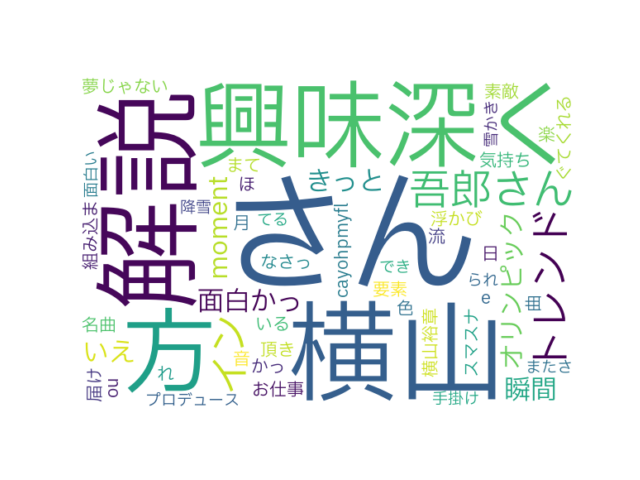 夢じゃない
興味深く
素敵
雪かき
楽
ぐてくれる
解説
面白い
組み込ま
まて
ほ
きっと
気持ち
吾郎さん
降雪
月
てる
moment
さん
cayohpmyfl
浮かび
流
オリンピック
トレンド
なさっ
でき
日
られ
e
曲
面白かっ
要素
色
方
イン
横山
横山裕章
スマスナ
名曲
いえ
いる
音
頂き
かっ
またさ
届け
ou
れ
プロデュース
お仕事
手掛け
瞬間